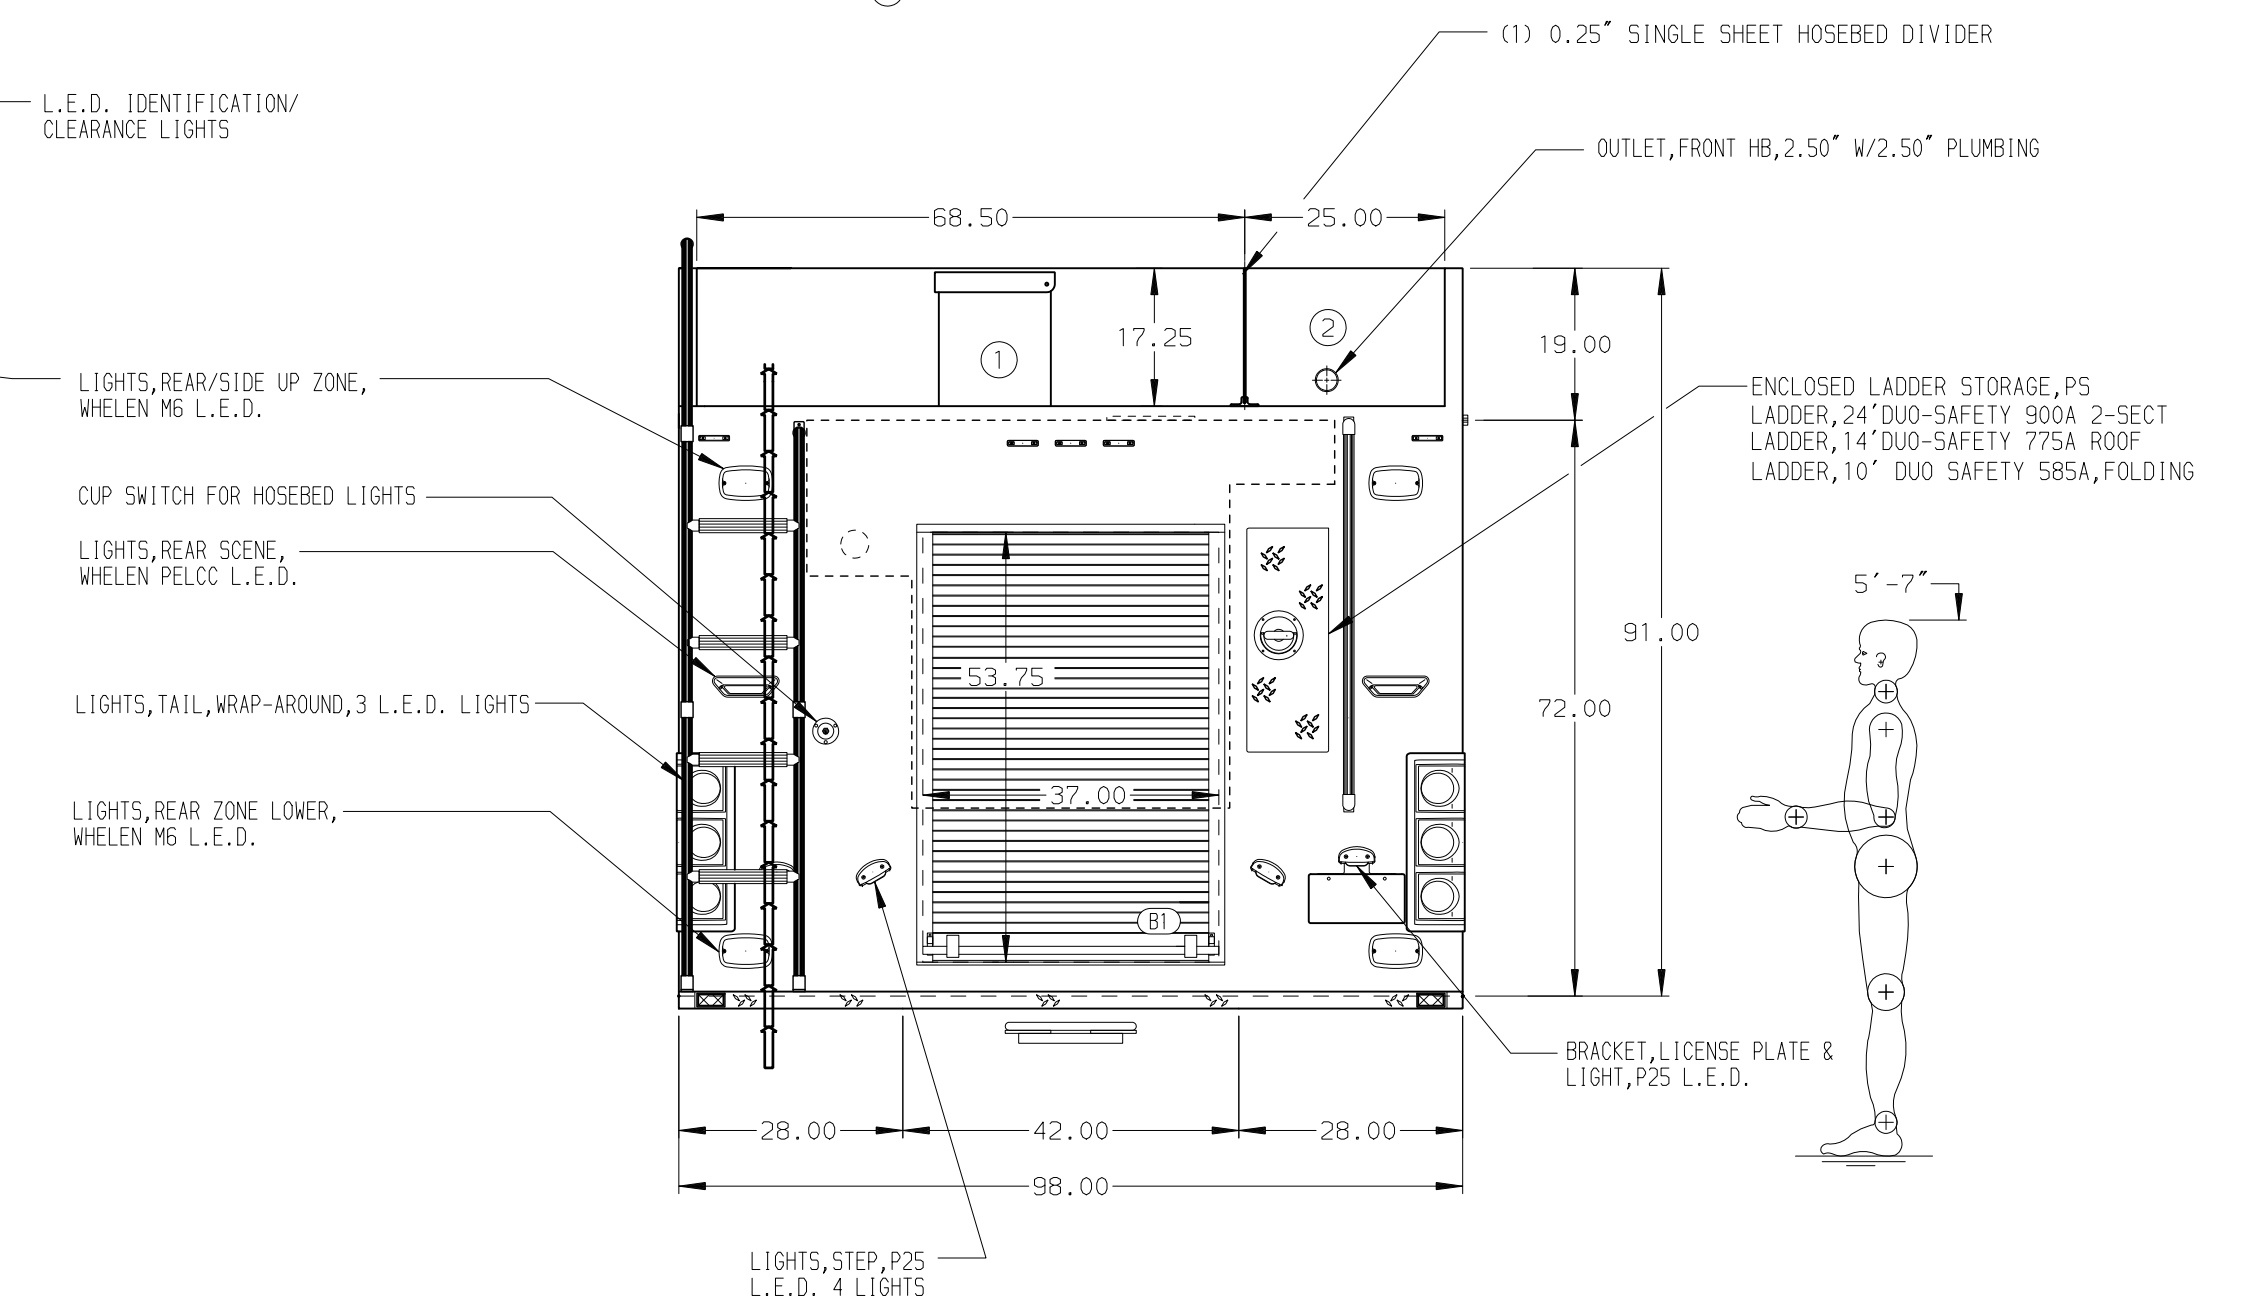 (1) 0.25" SINGLE SHEET HOSEBED DIVIDER
L.E.D. IDENTIFICATION/
CLEARANCE LIGHTS
OUTLET,FRONT HB,2.50" W/2.50" PLUMBING
68.50
25.00
17.25
19.00
1
2
LIGHTS,REAR/SIDE UP ZONE,
WHELEN M6 L.E.D.
ENCLOSED LADDER STORAGE,PS
LADDER,24'DUO-SAFETY 900A 2-SECT
LADDER,14'DUO-SAFETY 775A ROOF
LADDER,10' DUO SAFETY 585A,FOLDING
CUP SWITCH FOR HOSEBED LIGHTS
LIGHTS,REAR SCENE,
WHELEN PELCC L.E.D.
5'-7"
91.00
53.75
72.00
LIGHTS,TAIL,WRAP-AROUND,3 L.E.D. LIGHTS
37.00
LIGHTS,REAR ZONE LOWER,
WHELEN M6 L.E.D.
B1
BRACKET,LICENSE PLATE &
LIGHT,P25 L.E.D.
28.00
42.00
28.00
98.00
LIGHTS,STEP,P25
L.E.D. 4 LIGHTS